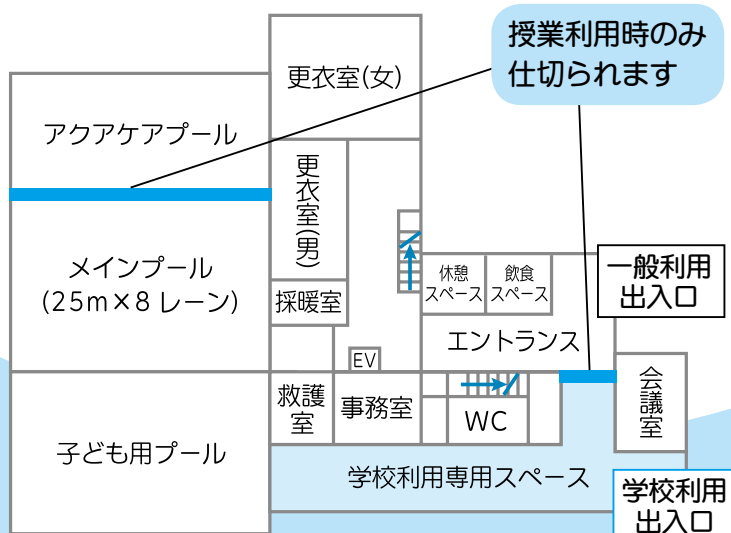 授業利用時のみ
仕切られます
更衣室(女)
アクアケアプール
更衣室(男)
メインプール
(25m×8レーン)
採暖室
休憩
スペース
飲食
スペース
一般利用
出入口
エントランス
EV
救護
室
事務室
WC
会議室
子ども用プール
学校利用専用スペース
学校利用
出入口